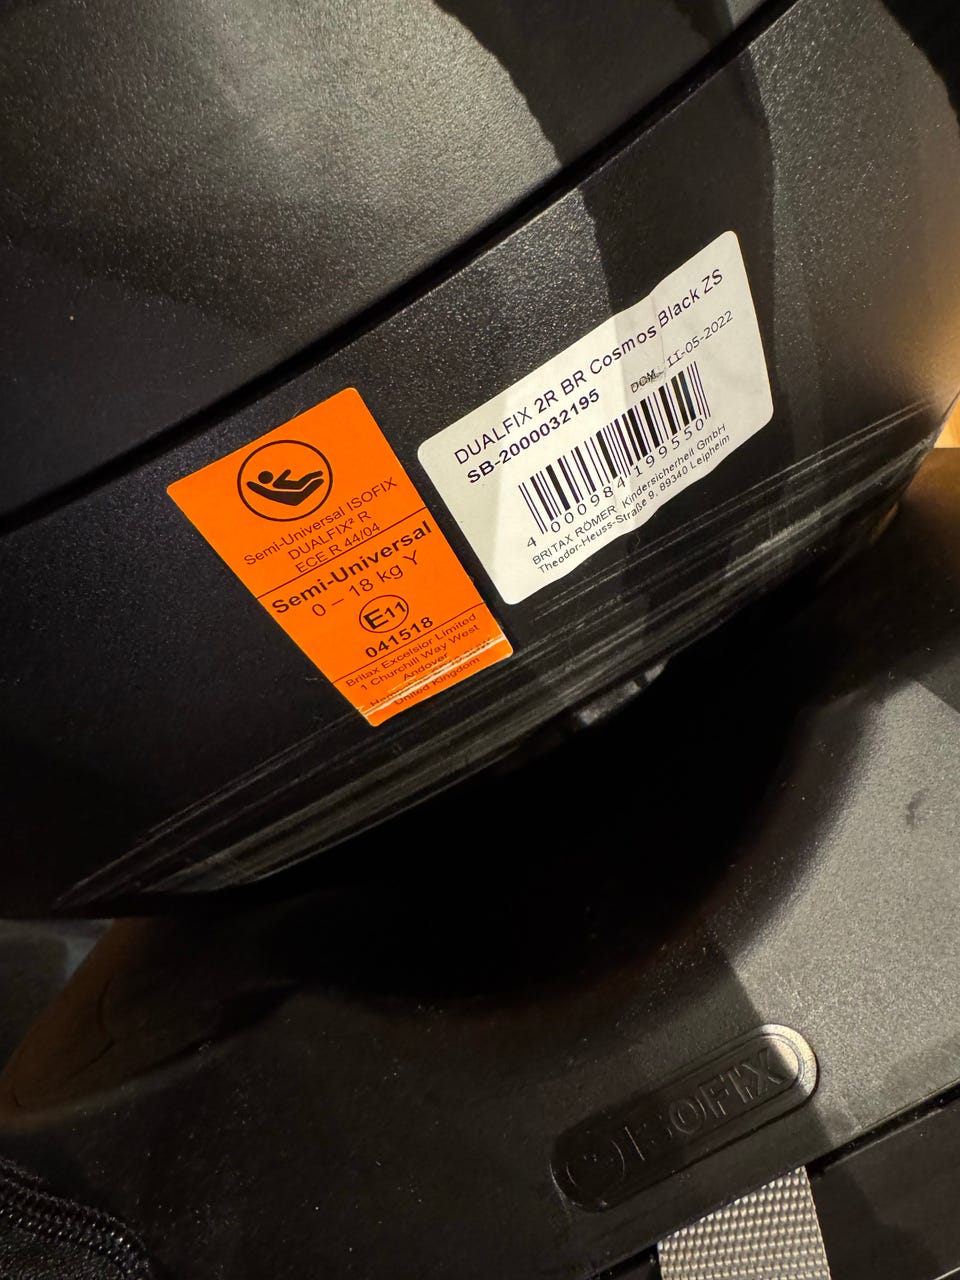 DUALFIX 2R BR Cosmos Black ZS
SB-2000032195
DOM 11-05-2022
4 000984 199550
BRITAX RÖMER Kindersicherheit GmbH
Theodor-Heuss-Straße 9, 89340 Leipheim
Semi-Universal ISOFIX
DUALFIX² R
ECE R 44/04
Semi-Universal
0 – 18 kg Y
E11
041518
Britax Excelsior Limited
1 Churchill Way West
Andover
United Kingdom
ISOFIX